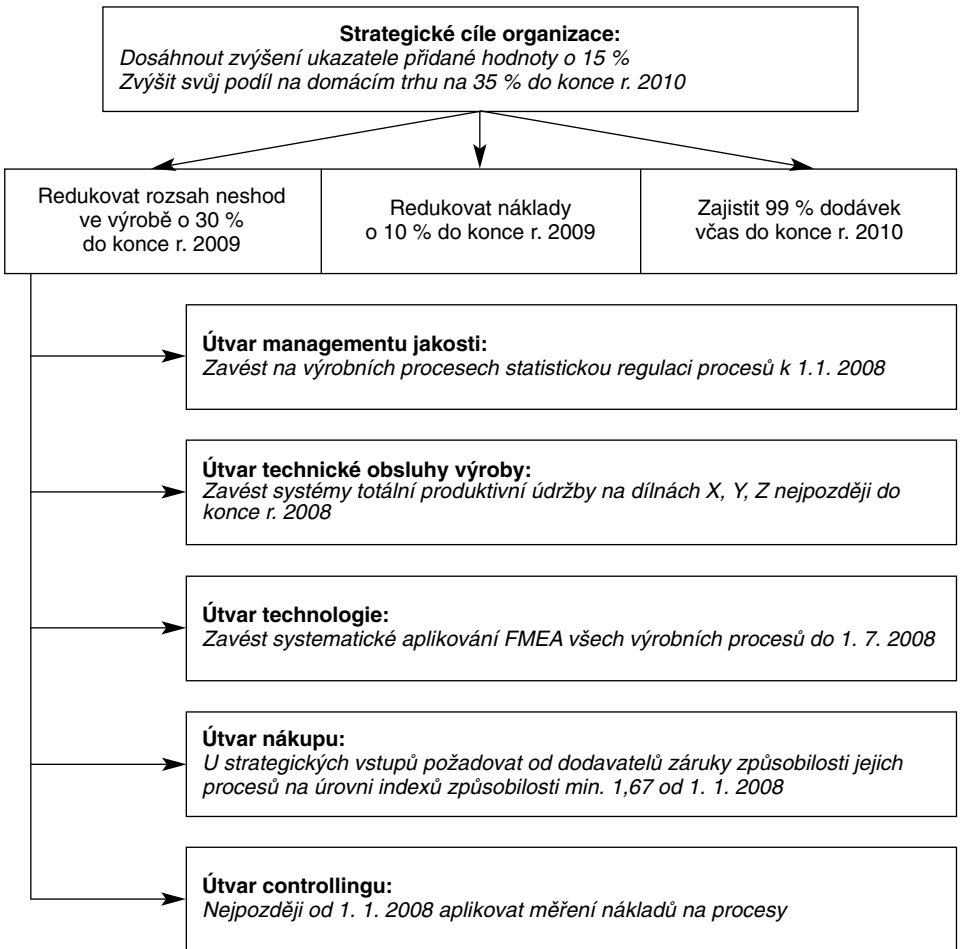 Strategické cíle organizace:
Dosáhnout zvýšení ukazatele přidané hodnoty o 15 %
Zvýšit svůj podíl na domácím trhu na 35 % do konce r. 2010
Redukovat rozsah neshod
ve výrobě o 30 %
do konce r. 2009
Redukovat náklady
o 10 % do konce r. 2009
Zajistit 99 % dodávek
včas do konce r. 2010
Útvar managementu jakosti:
Zavést na výrobních procesech statistickou regulaci procesů k 1.1. 2008
Útvar technické obsluhy výroby:
Zavést systémy totální produktivní údržby na dílnách X, Y, Z nejpozději do
konce r. 2008
Útvar technologie:
Zavést systematické aplikování FMEA všech výrobních procesů do 1. 7. 2008
Útvar nákupu:
U strategických vstupů požadovat od dodavatelů záruky způsobilosti jejich
procesů na úrovni indexů způsobilosti min. 1,67 od 1. 1. 2008
Útvar controllingu:
Nejpozději od 1. 1. 2008 aplikovat měření nákladů na procesy